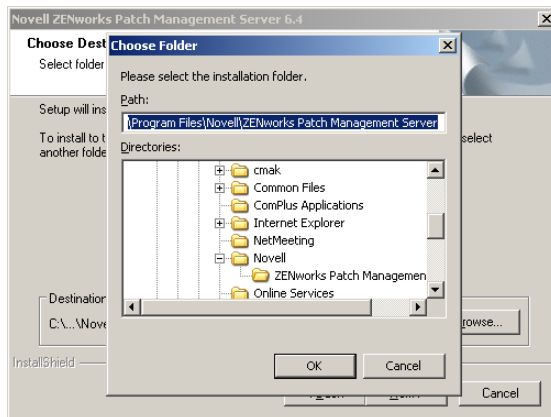 Novell ZENworks Patch Management Server 6.4
Choose Dest
Select folder
Setup will ins
To install to t
another folde
select
Choose Folder
Please select the installation folder.
Path:
\Program Files\Novell\ZENworks Patch Management Server
Directories:
cmak
Common Files
ComPlus Applications
Internet Explorer
NetMeeting
Novell
ZENworks Patch Managemen
Online Services
OK
Cancel
Destination
C:\...\Nove
rowse...
InstallShield
Cancel